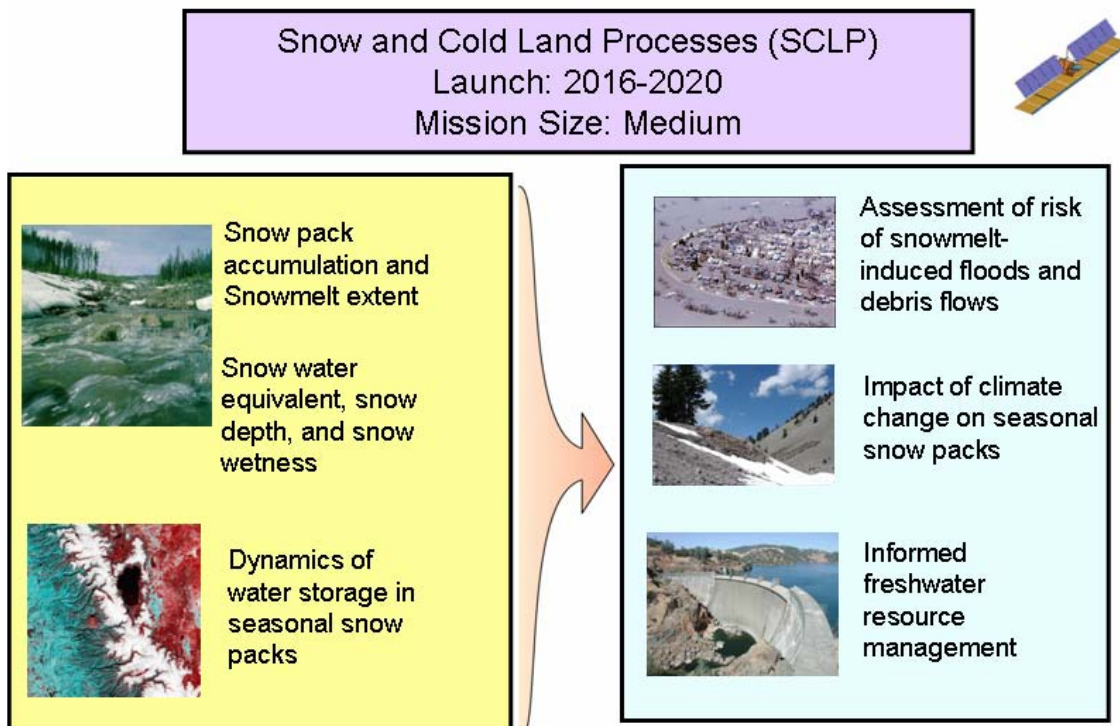 Snow and Cold Land Processes (SCLP)
Launch: 2016-2020
Mission Size: Medium
Snow pack
accumulation and
Snowmelt extent
Snow water
equivalent, snow
depth, and snow
wetness
Dynamics of
water storage in
seasonal snow
packs
Assessment of risk
of snowmelt-
induced floods and
debris flows
Impact of climate
change on seasonal
snow packs
Informed
freshwater
resource
management